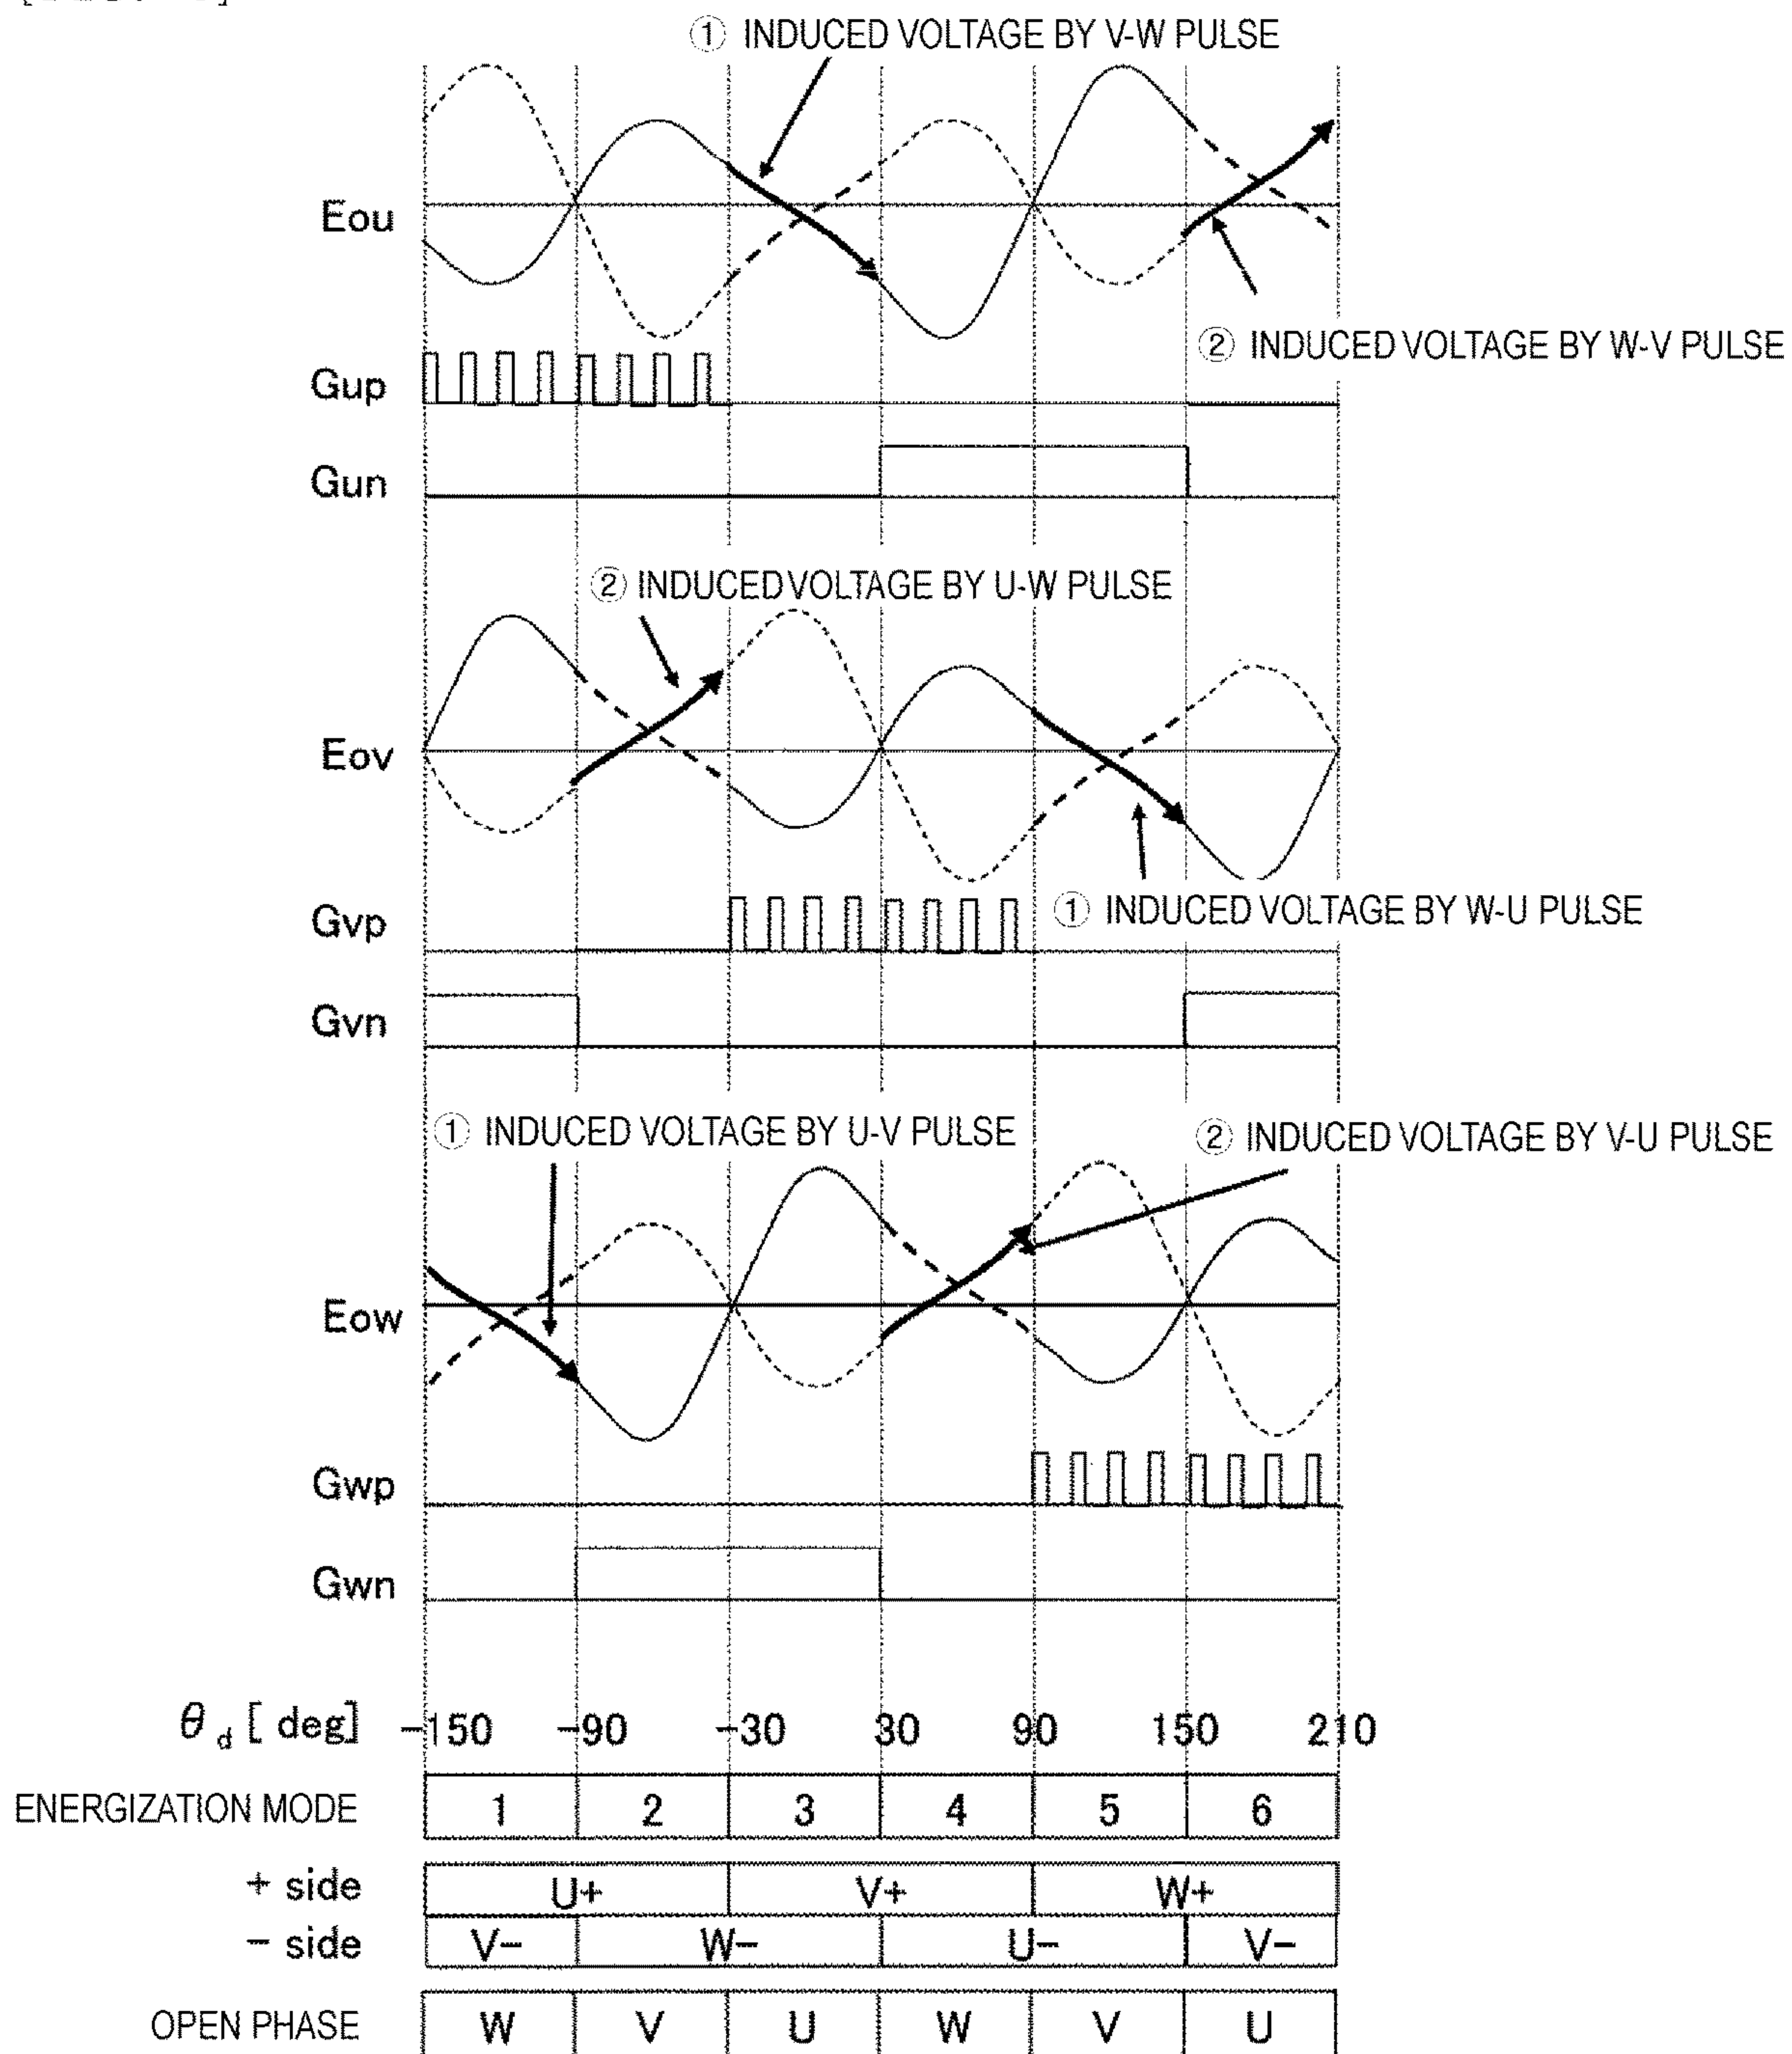 ① INDUCED VOLTAGE BY V-W PULSE
Eou
② INDUCED VOLTAGE BY W-V PULSE
Gup
Gun
② INDUCED VOLTAGE BY U-W PULSE
Eov
Gvp
① INDUCED VOLTAGE BY W-U PULSE
Gvn
① INDUCED VOLTAGE BY U-V PULSE
② INDUCED VOLTAGE BY V-U PULSE
Eow
Gwp
Gwn
θd [deg] -150 -90 -30 30 90 150 210
ENERGIZATION MODE 1 2 3 4 5 6
+ side U+ V+ W+
- side V- W- U- V-
OPEN PHASE W V U W V U